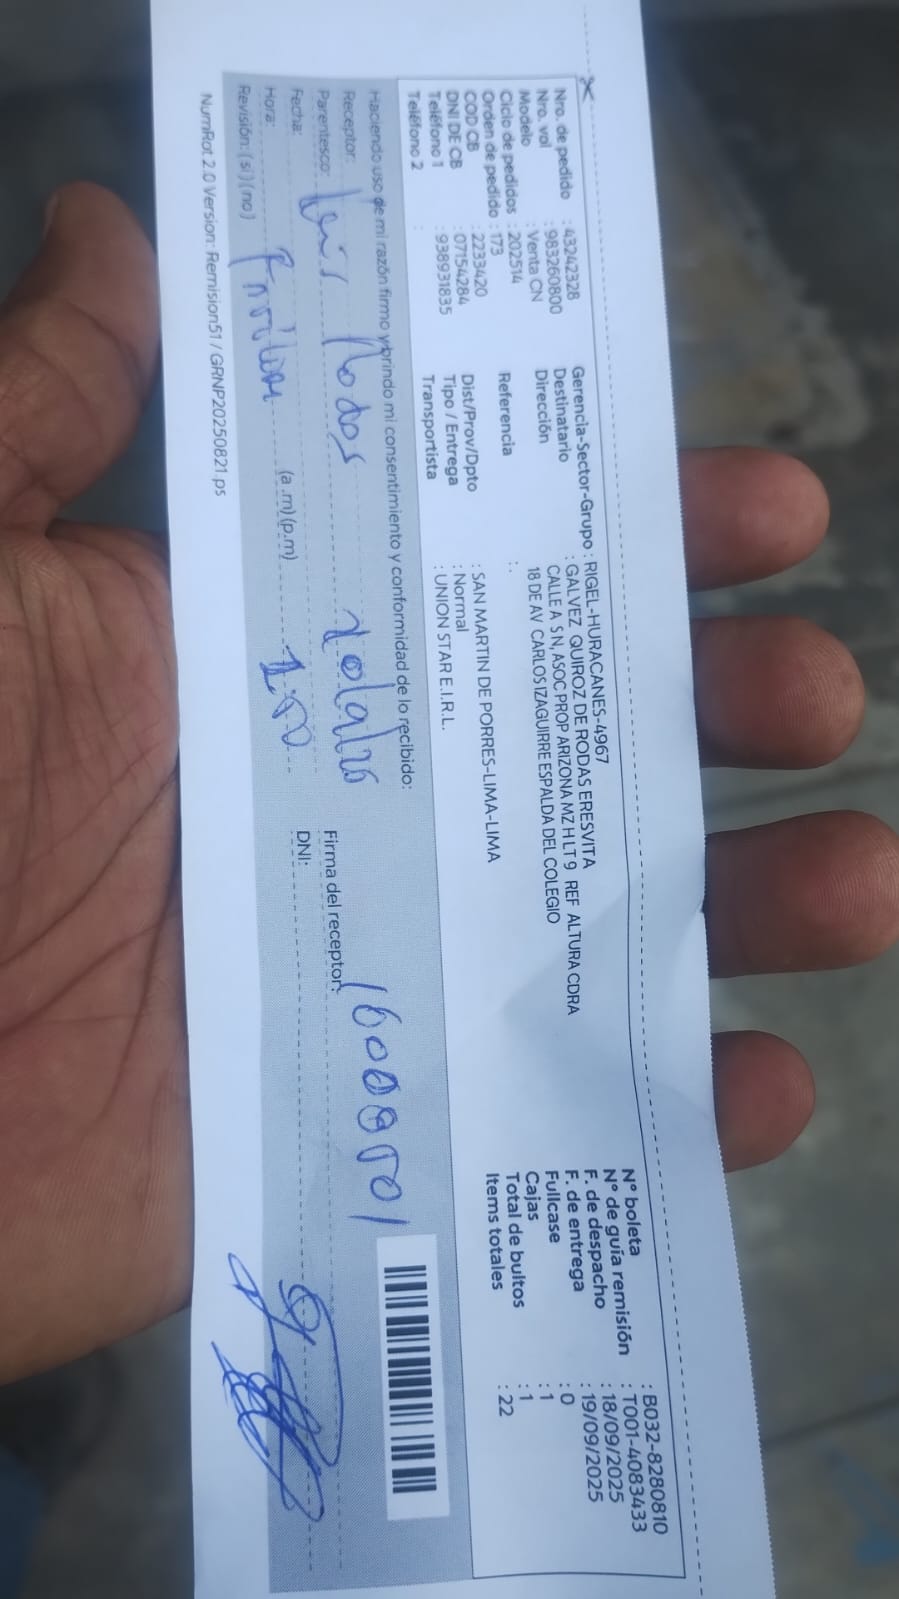 Nro. de pedido : 43242328
Nro. vol : 983260800
Modelo : Venta CN
Ciclo de pedidos : 202514
Orden de pedido : 173
COD CB : 2233420
DNI DE CB : 07154284
Teléfono 1 : 938931835
Teléfono 2 :
Gerencia-Sector-Grupo : RIGEL-HURACANES-4967
Destinatario : GALVEZ QUIROZ DE RODAS ERESVITA
Dirección CALLE A SN, ASOC PROP ARIZONA MZ H LT 9 REF ALTURA CDRA
18 DE AV CARLOS IZAGUIRRE ESPALDA DEL COLEGIO
Referencia : .
Dist/Prov/Dpto : SAN MARTIN DE PORRES-LIMA-LIMA
Tipo / Entrega : Normal
Transportista : UNION STAR E.I.R.L.
N° boleta : B032-8280810
N° de guía remisión : T001-4083433
F. de despacho : 18/09/2025
F. de entrega : 19/09/2025
Fullcase : 0
Cajas : 1
Total de bultos : 1
Items totales : 22
Haciendo uso de mi razón firmo y brindo mi consentimiento y conformidad de lo recibido:
Receptor: Luis
Parentesco:
Fecha:
Hora: (a.m)(p.m)
Revisión: (si) (no)
Firma del receptor:
DNI:
NumRot 2.0 Version: Remision51 / GRNP20250821.ps